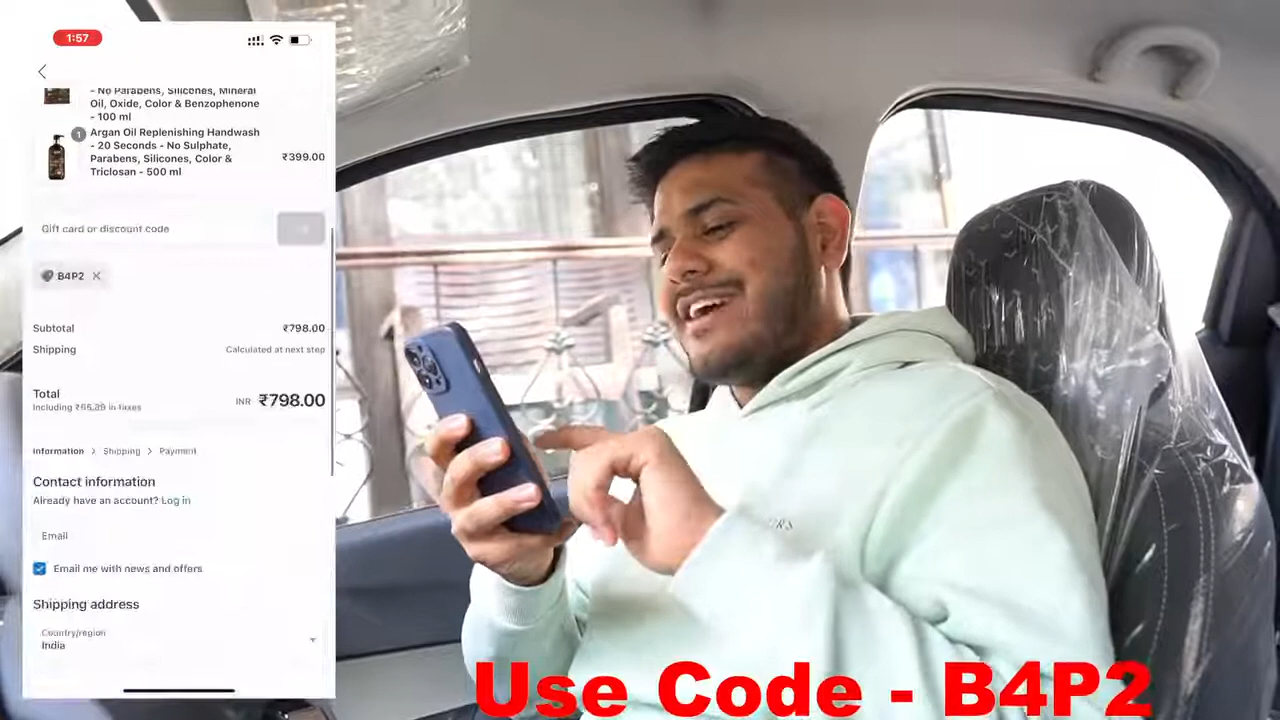 1:57
- No Parabens, Silicones, Mineral
Oil, Oxide, Color & Benzophenone
- 100 ml
1
Argan Oil Replenishing Handwash
- 20 Seconds - No Sulphate,
Parabens, Silicones, Color &
Triclosan - 500 ml
₹399.00
Gift card or discount code
B4P2
Subtotal ₹798.00
Shipping Calculated at next step
Total INR ₹798.00
Including in taxes
Information > Shipping > Payment
Contact information
Already have an account? Log in
Email
Email me with news and offers
Shipping address
Country/region
India
Use Code - B4P2